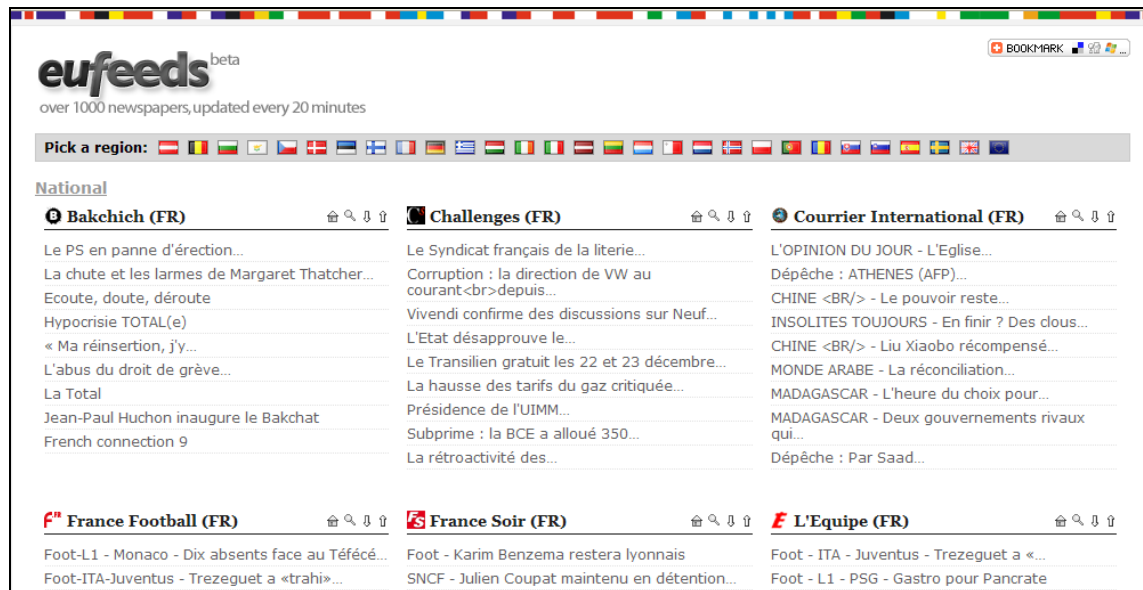 eufeeds beta
over 1000 newspapers, updated every 20 minutes
BOOKMARK ...
Pick a region:
National
Bakchich (FR)
Le PS en panne d'érection...
La chute et les larmes de Margaret Thatcher...
Ecoute, doute, déroute
Hypocrisie TOTAL(e)
« Ma réinsertion, j'y...
L'abus du droit de grève...
La Total
Jean-Paul Huchon inaugure le Bakchat
French connection 9
Challenges (FR)
Le Syndicat français de la literie...
Corruption : la direction de VW au
courant<br>depuis...
Vivendi confirme des discussions sur Neuf...
L'Etat désapprouve le...
Le Transilien gratuit les 22 et 23 décembre...
La hausse des tarifs du gaz critiquée...
Présidence de l'UIMM...
Subprime : la BCE a alloué 350...
La rétroactivité des...
Courrier International (FR)
L'OPINION DU JOUR - L'Eglise...
Dépêche : ATHENES (AFP)...
CHINE <BR/> - Le pouvoir reste...
INSOLITES TOUJOURS - En finir ? Des clous...
CHINE <BR/> - Liu Xiaobo récompensé...
MONDE ARABE - La réconciliation...
MADAGASCAR - L'heure du choix pour...
MADAGASCAR - Deux gouvernements rivaux
qui...
Dépêche : Par Saad...
France Football (FR)
Foot-L1 - Monaco - Dix absents face au Téfécé...
Foot-ITA-Juventus - Trezeguet a «trahi»...
France Soir (FR)
Foot - Karim Benzema restera lyonnais
SNCF - Julien Coupat maintenu en détention...
L'Equipe (FR)
Foot - ITA - Juventus - Trezeguet a «...
Foot - L1 - PSG - Gastro pour Pancrate